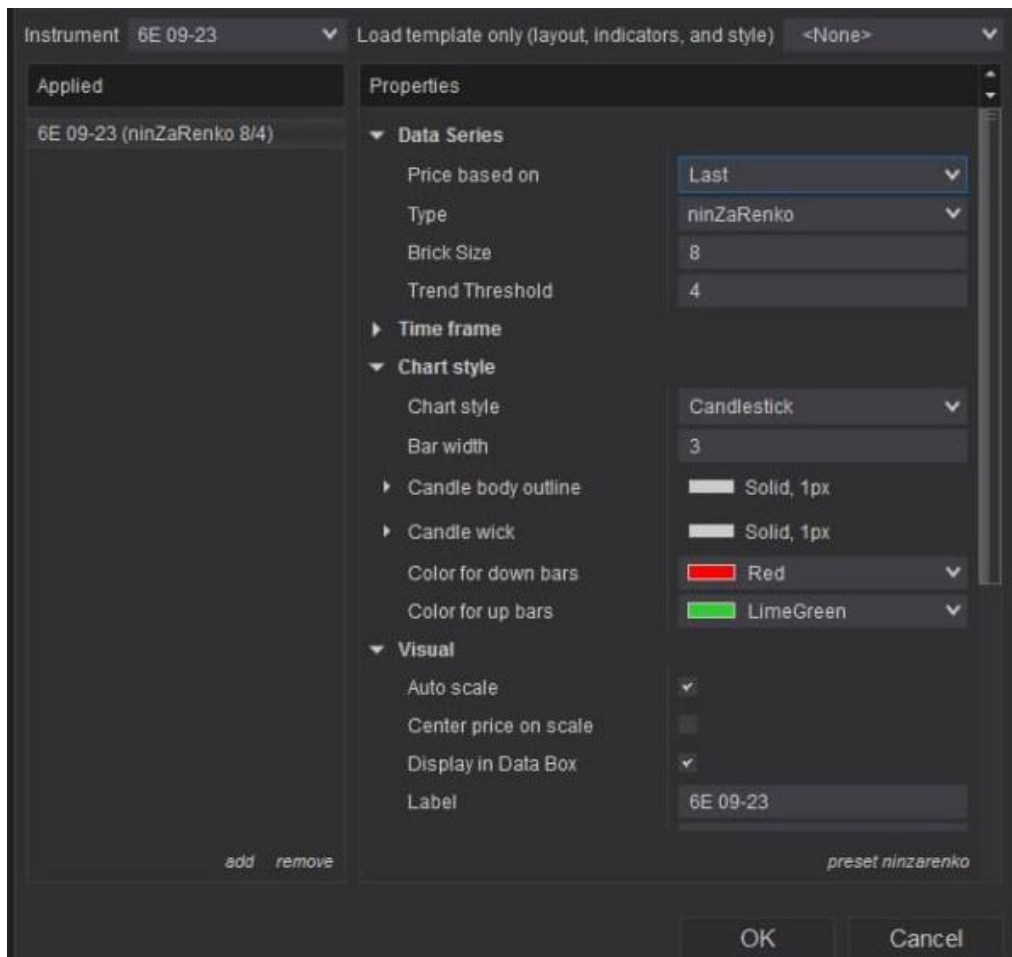 Instrument 6E 09-23 Load template only (layout, indicators, and style) <None>
Applied
6E 09-23 (ninZaRenko 8/4)
add remove
Properties
Data Series
Price based on Last
Type ninZaRenko
Brick Size 8
Trend Threshold 4
Time frame
Chart style
Chart style Candlestick
Bar width 3
Candle body outline Solid, 1px
Candle wick Solid, 1px
Color for down bars Red
Color for up bars LimeGreen
Visual
Auto scale
Center price on scale
Display in Data Box
Label 6E 09-23
preset ninzarenko
OK Cancel